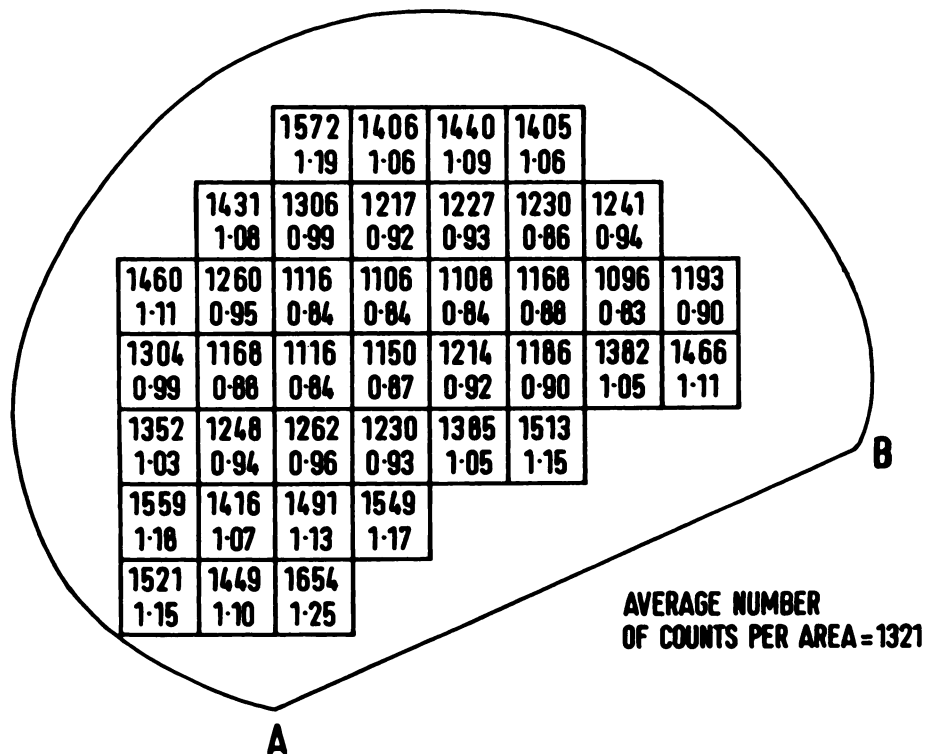 1572 1406 1440 1405
1·19 1·06 1·09 1·06
1431 1306 1217 1227 1230 1241
1·08 0·99 0·92 0·93 0·86 0·94
1460 1260 1116 1106 1108 1168 1096 1193
1·11 0·95 0·84 0·84 0·84 0·88 0·83 0·90
1304 1168 1116 1150 1214 1186 1382 1466
0·99 0·88 0·84 0·87 0·92 0·90 1·05 1·11
1352 1248 1262 1230 1385 1513
1·03 0·94 0·96 0·93 1·05 1·15
B
1559 1416 1491 1549
1·18 1·07 1·13 1·17
1521 1449 1654
1·15 1·10 1·25
AVERAGE NUMBER
OF COUNTS PER AREA=1321
A